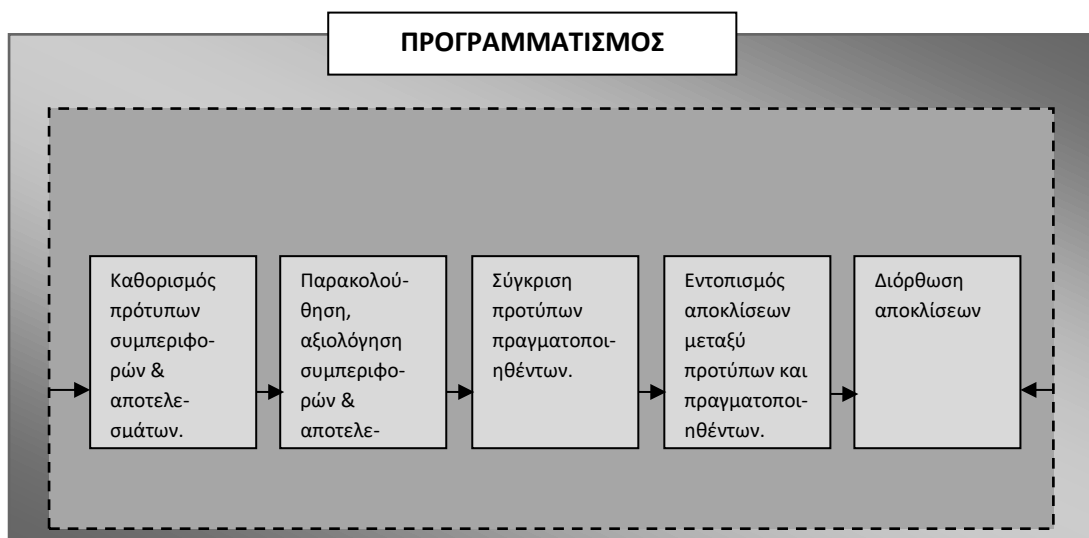 ΠΡΟΓΡΑΜΜΑΤΙΣΜΟΣ
Καθορισμός
πρότυπων
συμπεριφο-
ρών &
αποτελε-
σμάτων.
Παρακολού-
θηση,
αξιολόγηση
συμπεριφο-
ρών &
αποτελε-
Σύγκριση
προτύπων
πραγματοποι-
ηθέντων.
Εντοπισμός
αποκλίσεων
μεταξύ
προτύπων και
πραγματοποι-
ηθέντων.
Διόρθωση
αποκλίσεων